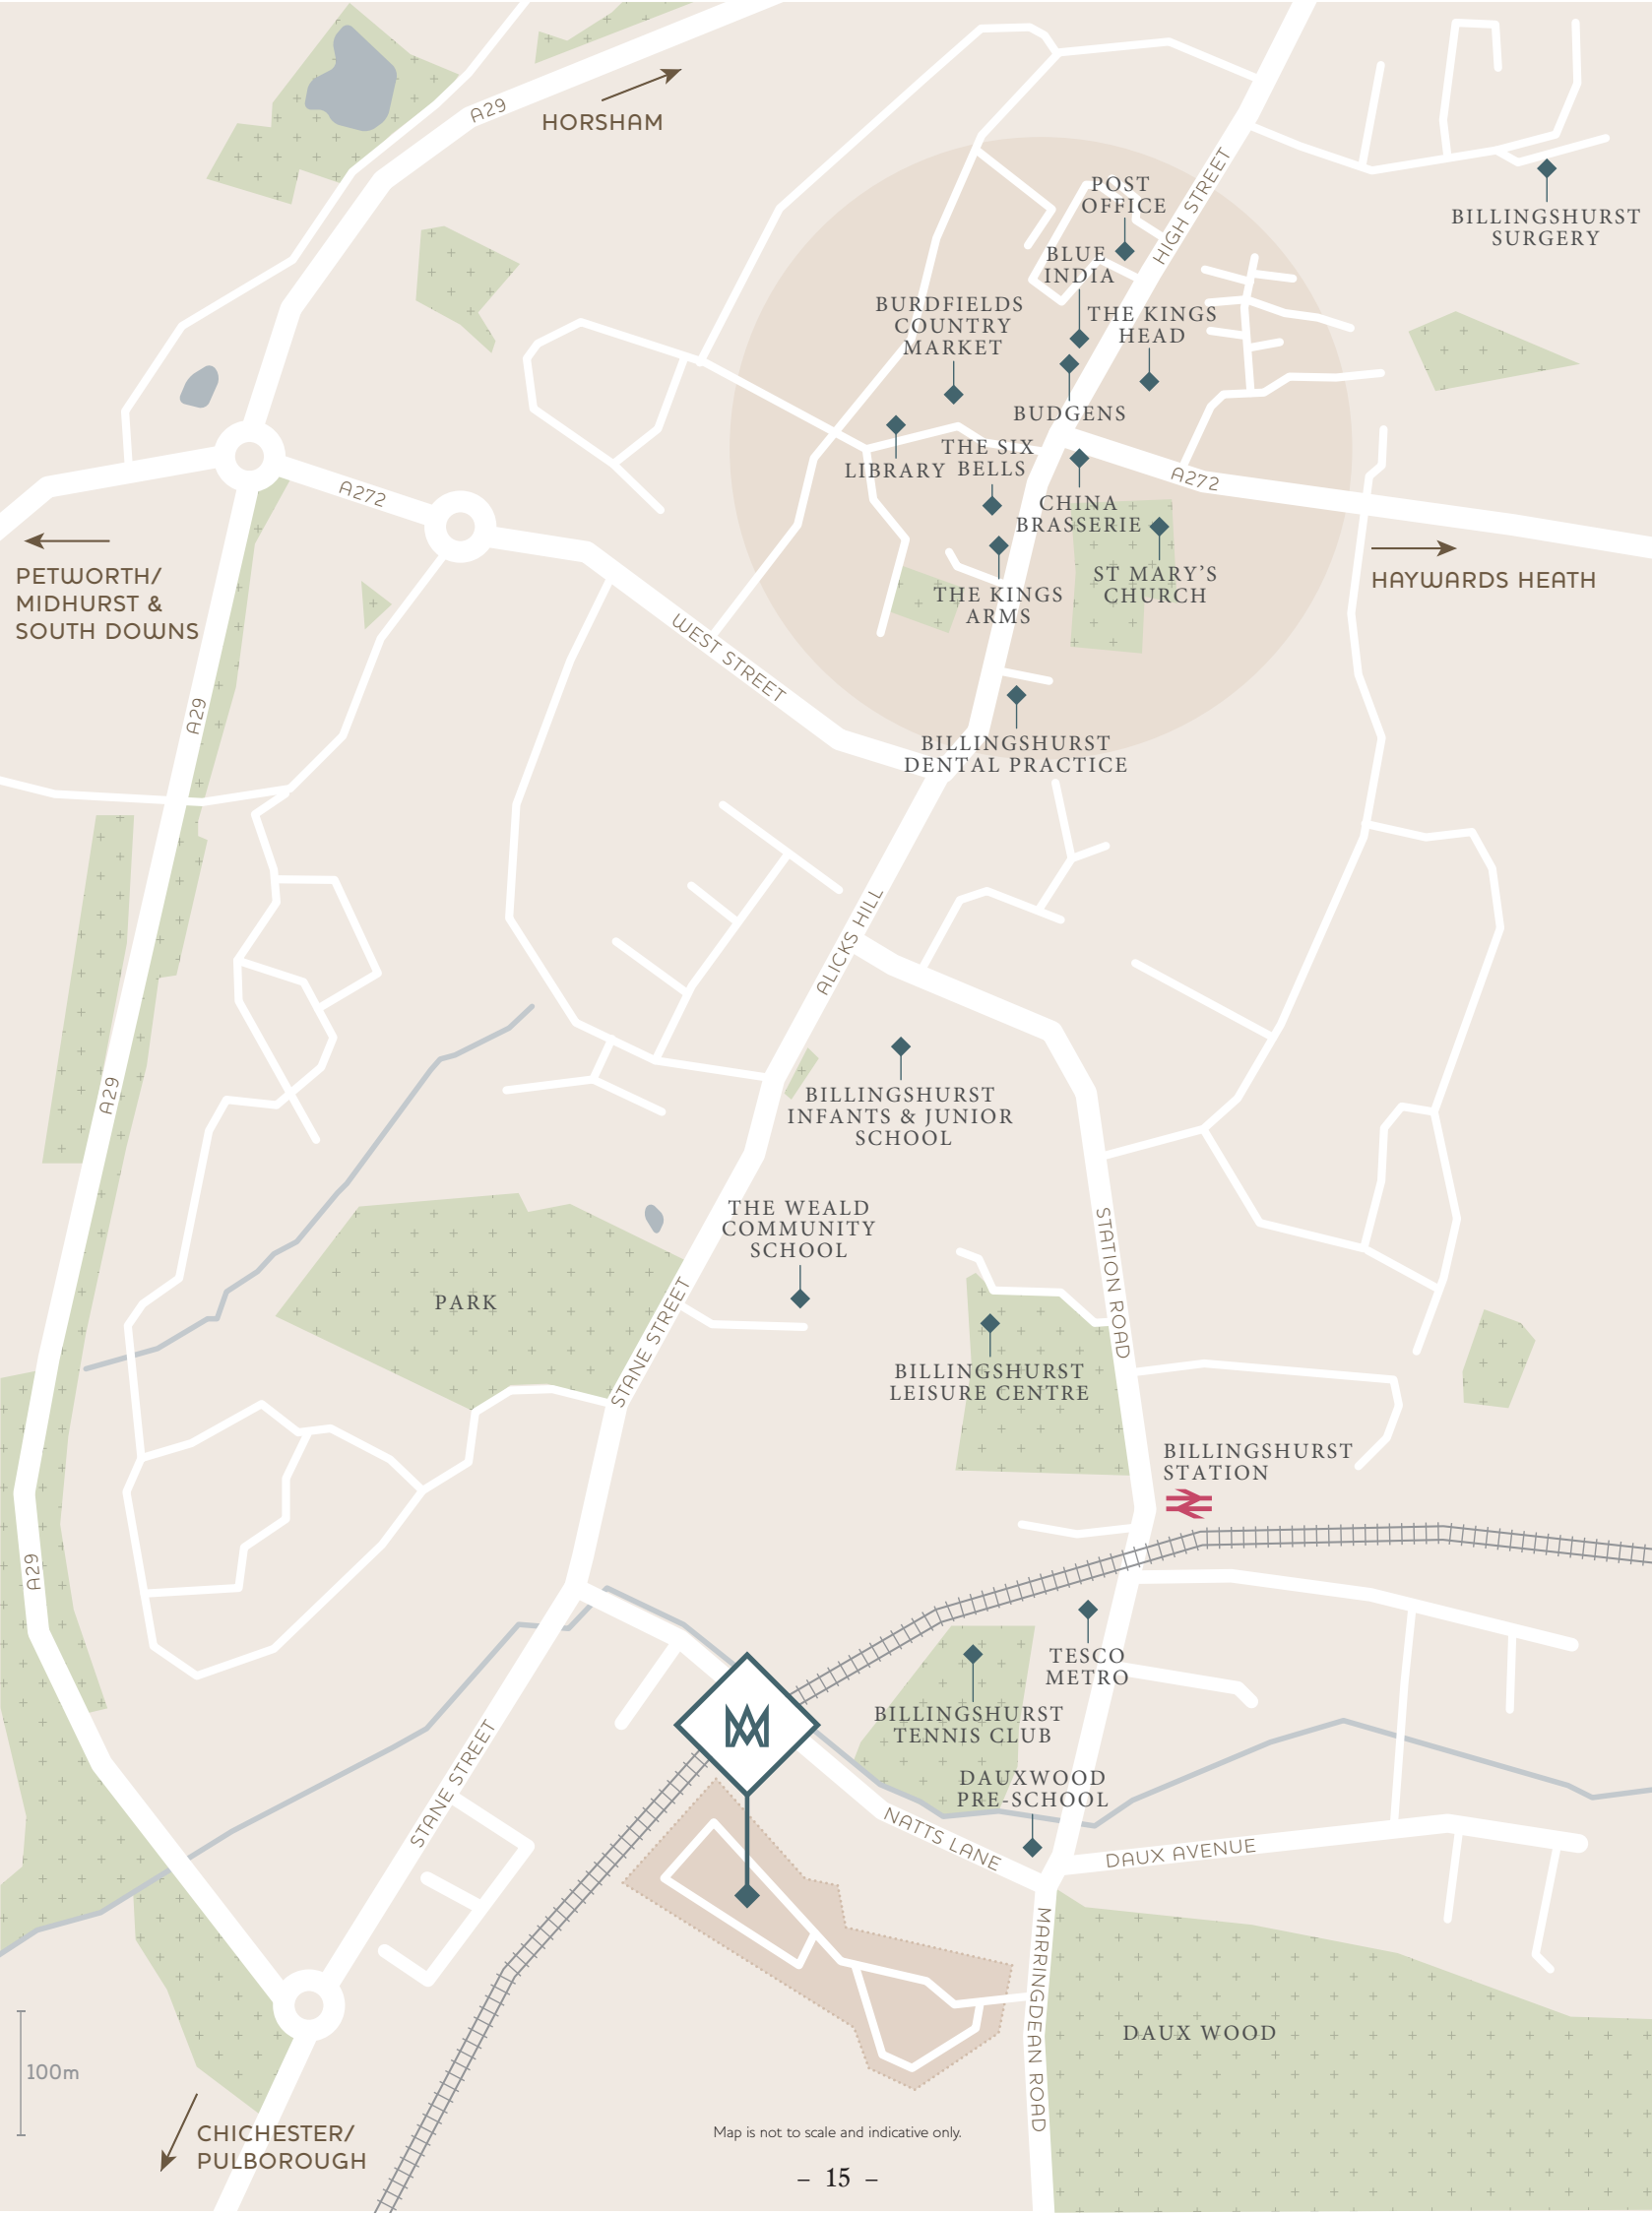 A29
HORSHAM
HIGH STREET
POST
OFFICE
BILLINGSHURST
SURGERY
BLUE
INDIA
BURDFIELDS
COUNTRY
MARKET
THE KINGS
HEAD
BUDGENS
LIBRARY
THE SIX
BELLS
A272
A272
CHINA
BRASSERIE
PETWORTH/
MIDHURST &
SOUTH DOWNS
ST MARY'S
CHURCH
HAYWARDS HEATH
THE KINGS
ARMS
WEST STREET
A29
BILLINGSHURST
DENTAL PRACTICE
ALICKS HILL
A29
BILLINGSHURST
INFANTS & JUNIOR
SCHOOL
THE WEALD
COMMUNITY
SCHOOL
STATION ROAD
PARK
STANE STREET
BILLINGSHURST
LEISURE CENTRE
BILLINGSHURST
STATION
A29
TESCO
METRO
BILLINGSHURST
TENNIS CLUB
STANE STREET
DAUXWOOD
PRE-SCHOOL
NATTS LANE
DAUX AVENUE
MARRINGDEAN ROAD
DAUX WOOD
100m
CHICHESTER/
PULBOROUGH
Map is not to scale and indicative only.
– 15 –